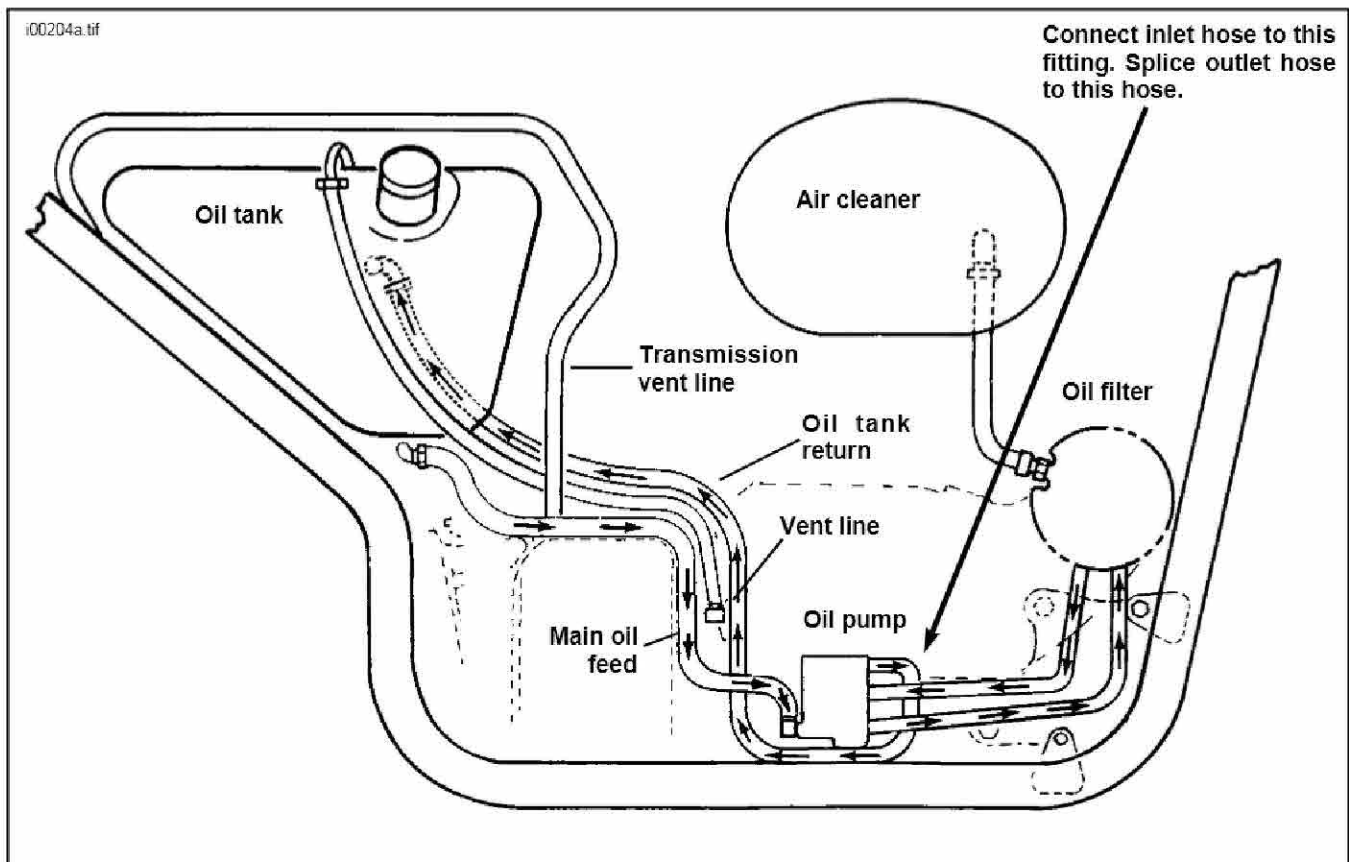 i00204a.tif
Connect inlet hose to this
fitting. Splice outlet hose
to this hose.
Oil tank
Air cleaner
Transmission
vent line
Oil filter
Oil tank
return
Vent line
Oil pump
Main oil
feed